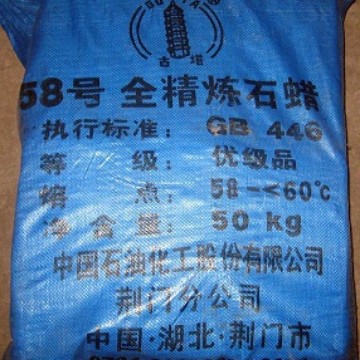 古塔
58号 全精炼石蜡
执行标准: GB 446
等 级: 优级品
熔 点: 58-<60℃
净含量: 50 kg
中国石油化工股份有限公司
荆门分公司
中国·湖北·荆门市